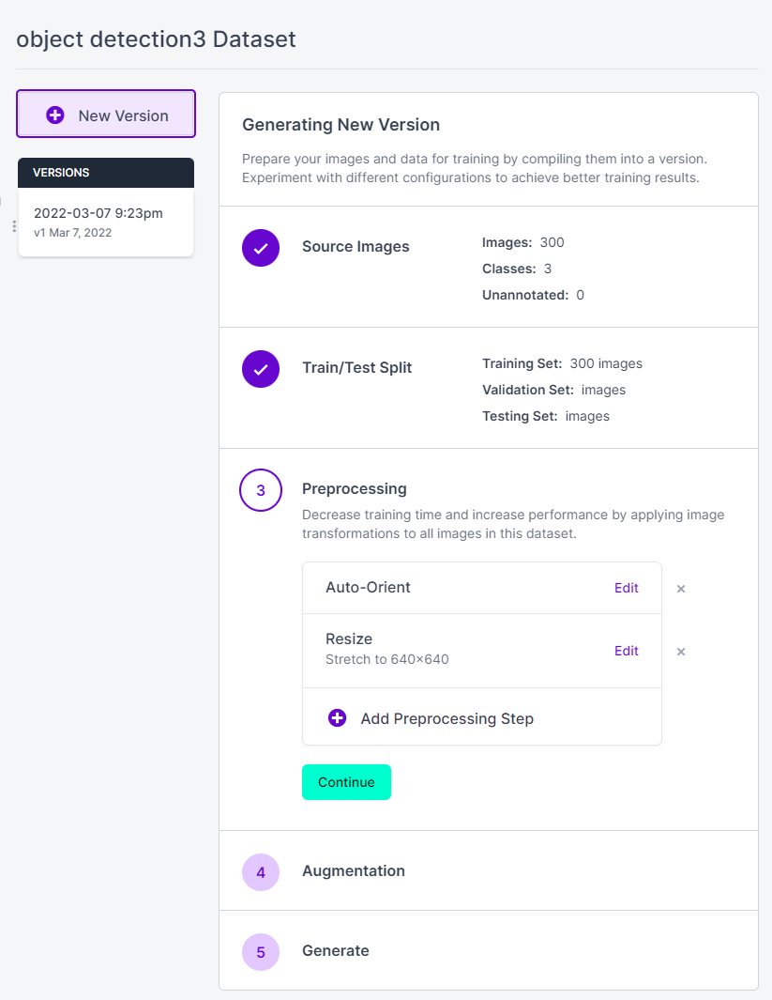 object detection3 Dataset
New Version
VERSIONS
2022-03-07 9:23pm
v1 Mar 7, 2022
Generating New Version
Prepare your images and data for training by compiling them into a version.
Experiment with different configurations to achieve better training results.
Source Images
Images: 300
Classes: 3
Unannotated: 0
Train/Test Split
Training Set: 300 images
Validation Set: images
Testing Set: images
3 Preprocessing
Decrease training time and increase performance by applying image
transformations to all images in this dataset.
Auto-Orient Edit ×
Resize
Stretch to 640×640
Edit ×
Add Preprocessing Step
Continue
4 Augmentation
5 Generate